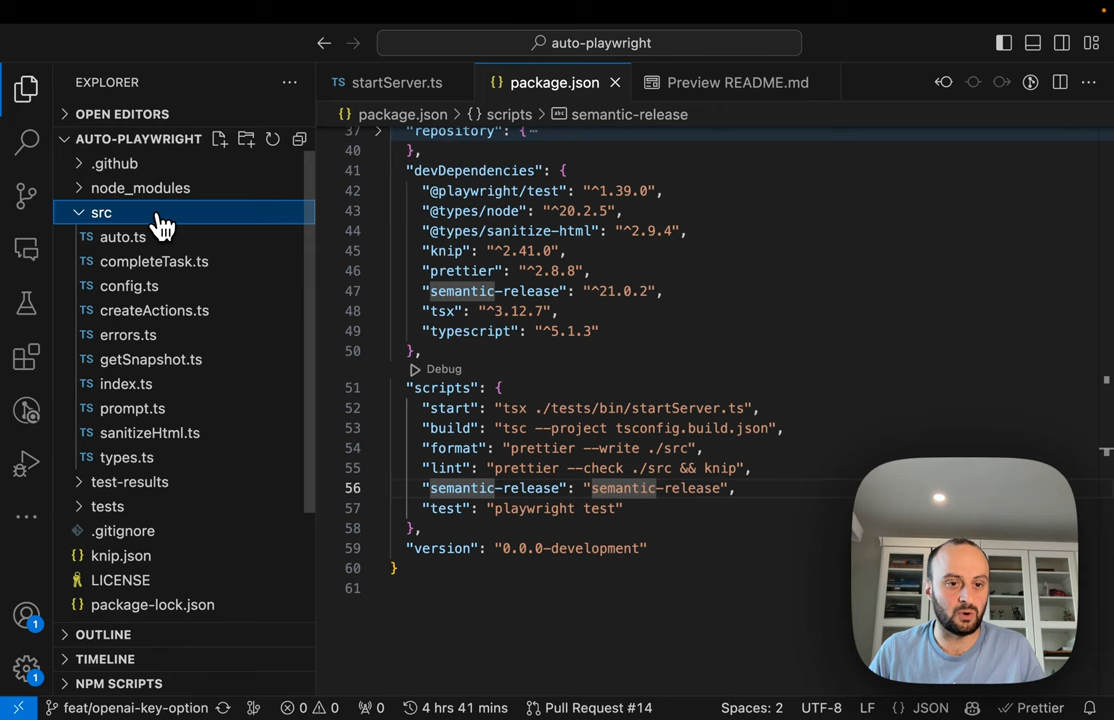 auto-playwright
EXPLORER
OPEN EDITORS
AUTO-PLAYWRIGHT
.github
node_modules
src
TS auto.ts
TS completeTask.ts
TS config.ts
TS createActions.ts
TS errors.ts
TS getSnapshot.ts
TS index.ts
TS prompt.ts
TS sanitizeHtml.ts
TS types.ts
test-results
tests
.gitignore
{} knip.json
LICENSE
{} package-lock.json
OUTLINE
TIMELINE
NPM SCRIPTS
1
1
TS startServer.ts
{} package.json
Preview README.md
{} package.json > {} scripts > abc semantic-release
37 "repository": {
40 },
41 "devDependencies": {
42 "@playwright/test": "^1.39.0",
43 "@types/node": "^20.2.5",
44 "@types/sanitize-html": "^2.9.4",
45 "knip": "^2.41.0",
46 "prettier": "^2.8.8",
47 "semantic-release": "^21.0.2",
48 "tsx": "^3.12.7",
49 "typescript": "^5.1.3"
50 },
Debug
51 "scripts": {
52 "start": "tsx ./tests/bin/startServer.ts",
53 "build": "tsc --project tsconfig.build.json",
54 "format": "prettier --write ./src",
55 "lint": "prettier --check ./src && knip",
56 "semantic-release": "semantic-release",
57 "test": "playwright test"
58 },
59 "version": "0.0.0-development"
60 }
61
feat/openai-key-option 0 0 0 4 hrs 41 mins Pull Request #14 Spaces: 2 UTF-8 LF {} JSON Prettier